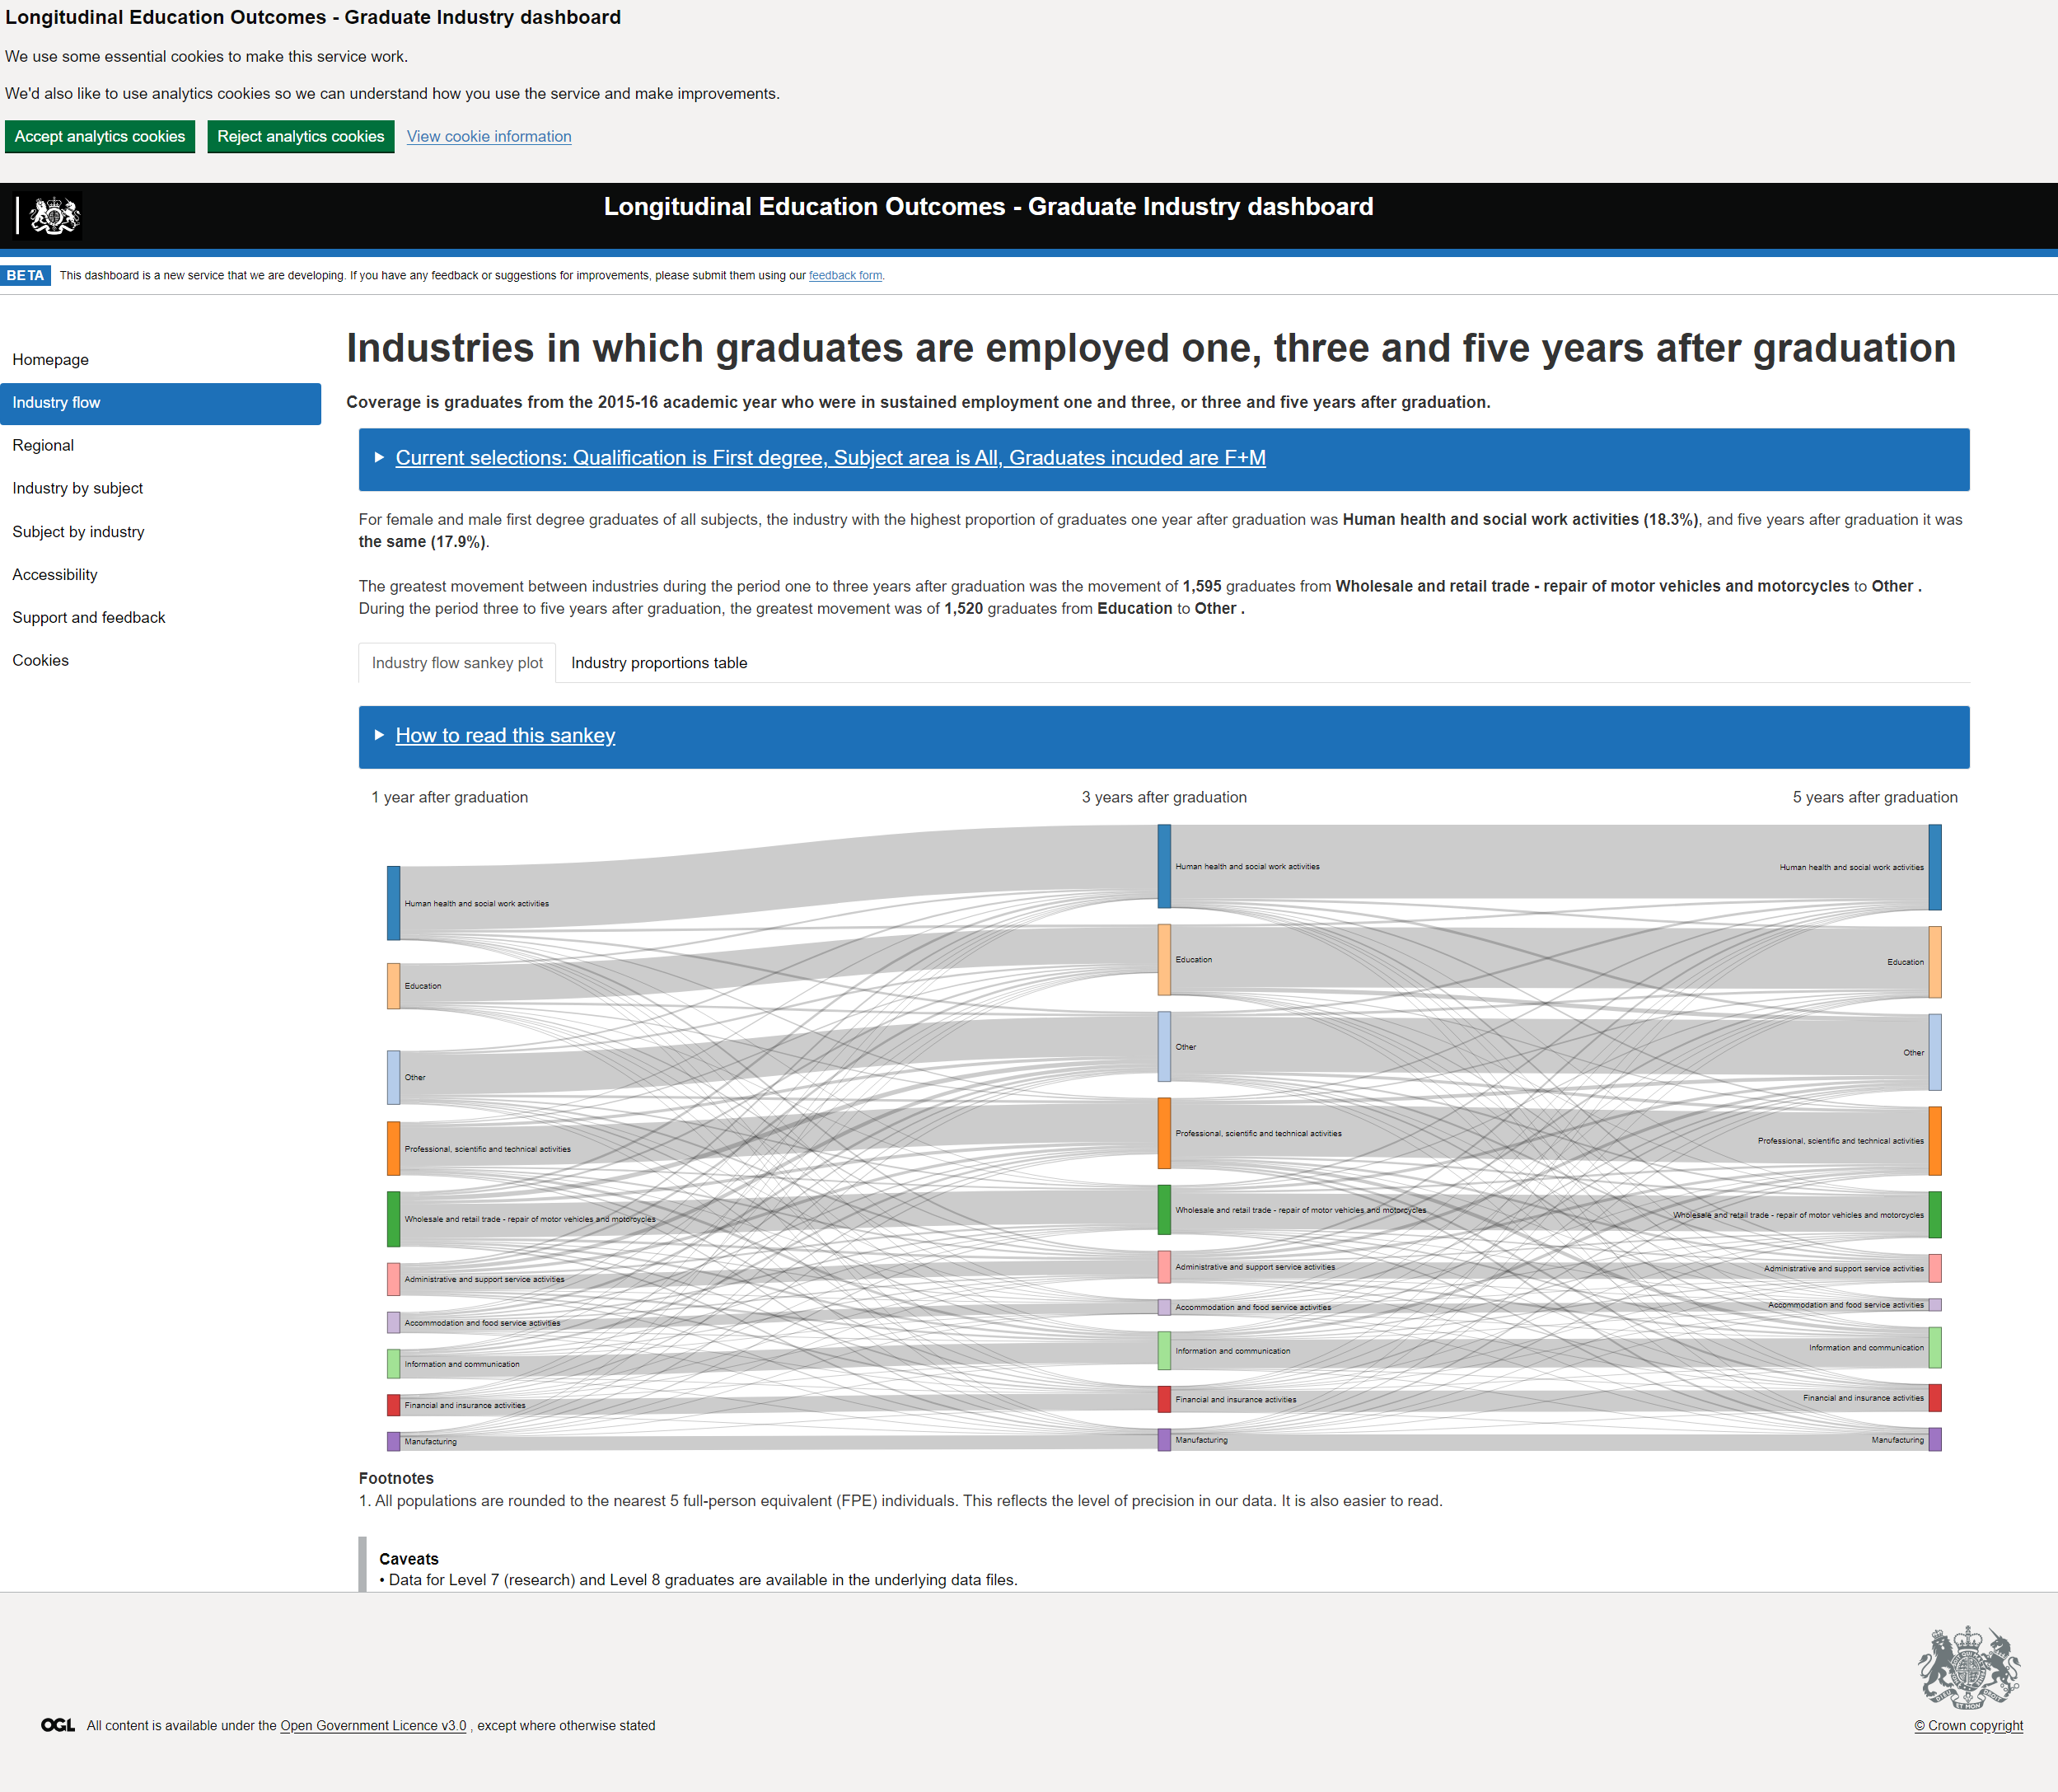 Longitudinal Education Outcomes - Graduate Industry dashboard
We use some essential cookies to make this service work.
We'd also like to use analytics cookies so we can understand how you use the service and make improvements.
Accept analytics cookies Reject analytics cookies View cookie information
Longitudinal Education Outcomes - Graduate Industry dashboard
BETA This dashboard is a new service that we are developing. If you have any feedback or suggestions for improvements, please submit them using our feedback form.
Homepage
Industry flow
Regional
Industry by subject
Subject by industry
Accessibility
Support and feedback
Cookies
Industries in which graduates are employed one, three and five years after graduation
Coverage is graduates from the 2015-16 academic year who were in sustained employment one and three, or three and five years after graduation.
Current selections: Qualification is First degree, Subject area is All, Graduates incuded are F+M
For female and male first degree graduates of all subjects, the industry with the highest proportion of graduates one year after graduation was Human health and social work activities (18.3%), and five years after graduation it was
the same (17.9%).
The greatest movement between industries during the period one to three years after graduation was the movement of 1,595 graduates from Wholesale and retail trade - repair of motor vehicles and motorcycles to Other .
During the period three to five years after graduation, the greatest movement was of 1,520 graduates from Education to Other .
Industry flow sankey plot Industry proportions table
How to read this sankey
1 year after graduation 3 years after graduation 5 years after graduation
Human health and social work activities
Education
Other
Professional, scientific and technical activities
Wholesale and retail trade - repair of motor vehicles and motorcycles
Administrative and support service activities
Accommodation and food service activities
Information and communication
Financial and insurance activities
Manufacturing
Human health and social work activities
Education
Other
Professional, scientific and technical activities
Wholesale and retail trade - repair of motor vehicles and motorcycles
Administrative and support service activities
Accommodation and food service activities
Information and communication
Financial and insurance activities
Manufacturing
Human health and social work activities
Education
Other
Professional, scientific and technical activities
Wholesale and retail trade - repair of motor vehicles and motorcycles
Administrative and support service activities
Accommodation and food service activities
Information and communication
Financial and insurance activities
Manufacturing
Footnotes
1. All populations are rounded to the nearest 5 full-person equivalent (FPE) individuals. This reflects the level of precision in our data. It is also easier to read.
Caveats
• Data for Level 7 (research) and Level 8 graduates are available in the underlying data files.
OGL All content is available under the Open Government Licence v3.0 , except where otherwise stated
© Crown copyright